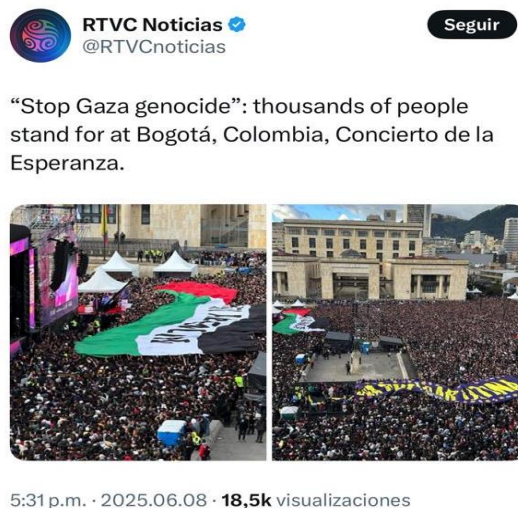 RTVC Noticias
Seguir
@RTVCnoticias
“Stop Gaza genocide”: thousands of people
stand for at Bogotá, Colombia, Concierto de la
Esperanza.
5:31 p.m. · 2025.06.08 · 18,5k visualizaciones